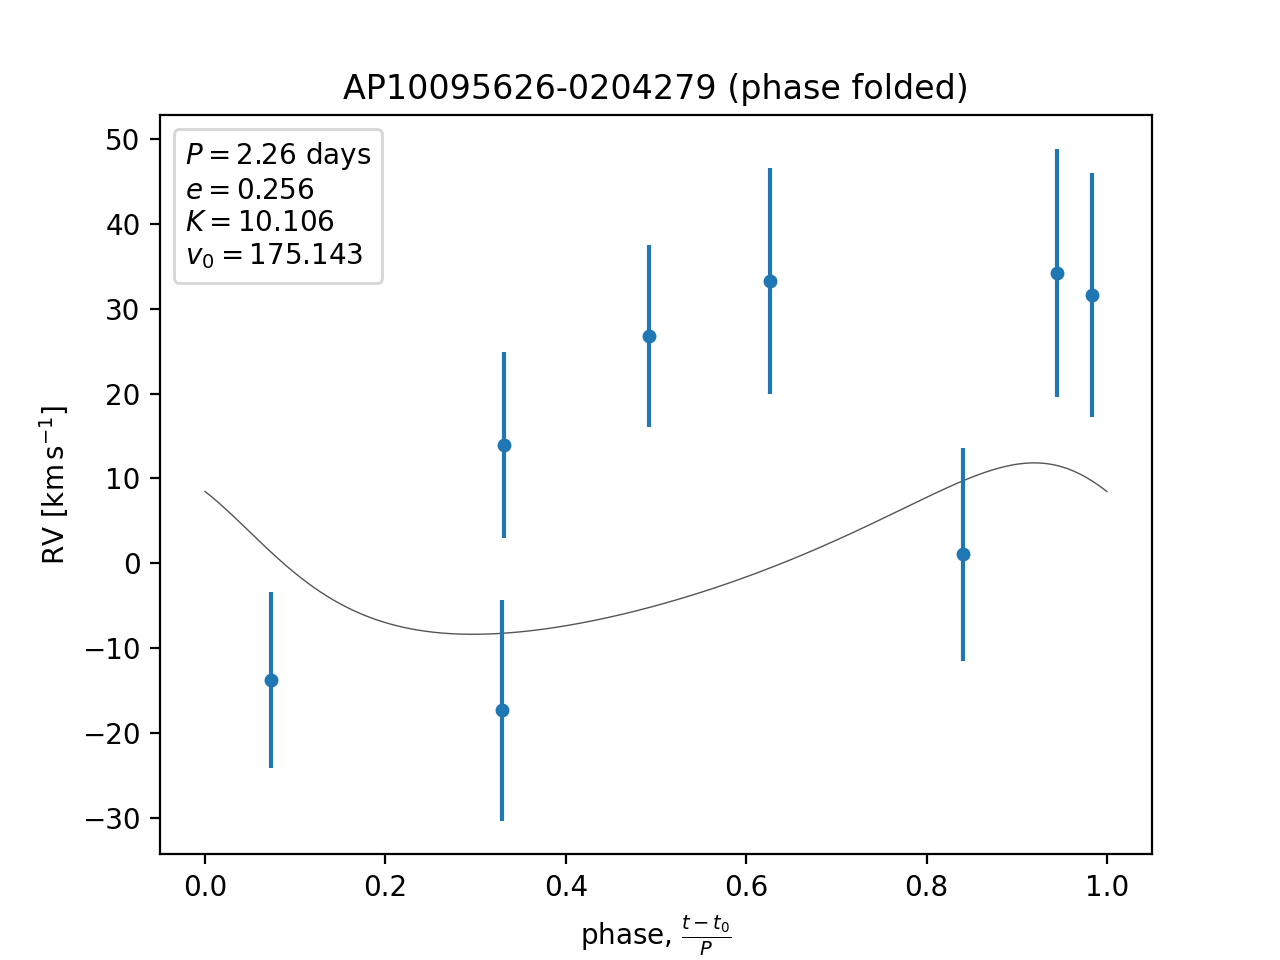 AP10095626-0204279 (phase folded)
P = 2.26 days
e = 0.256
K = 10.106
v₀ = 175.143
50
40
30
20
10
0
−10
−20
−30
RV [km s⁻¹]
0.0 0.2 0.4 0.6 0.8 1.0
phase, (t − t₀)/P